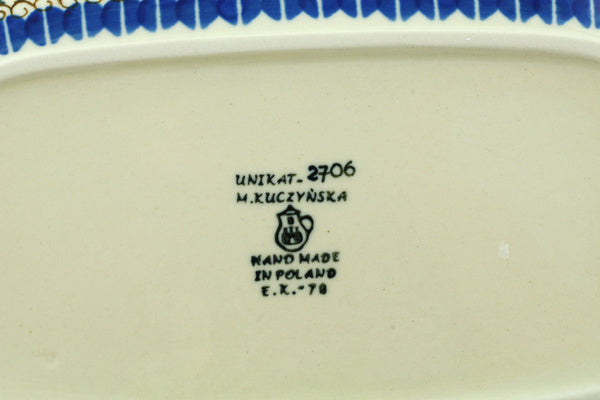 UNIKAT-2706
M.KUCZYŃSKA
HAND MADE
IN POLAND
E.K.-78